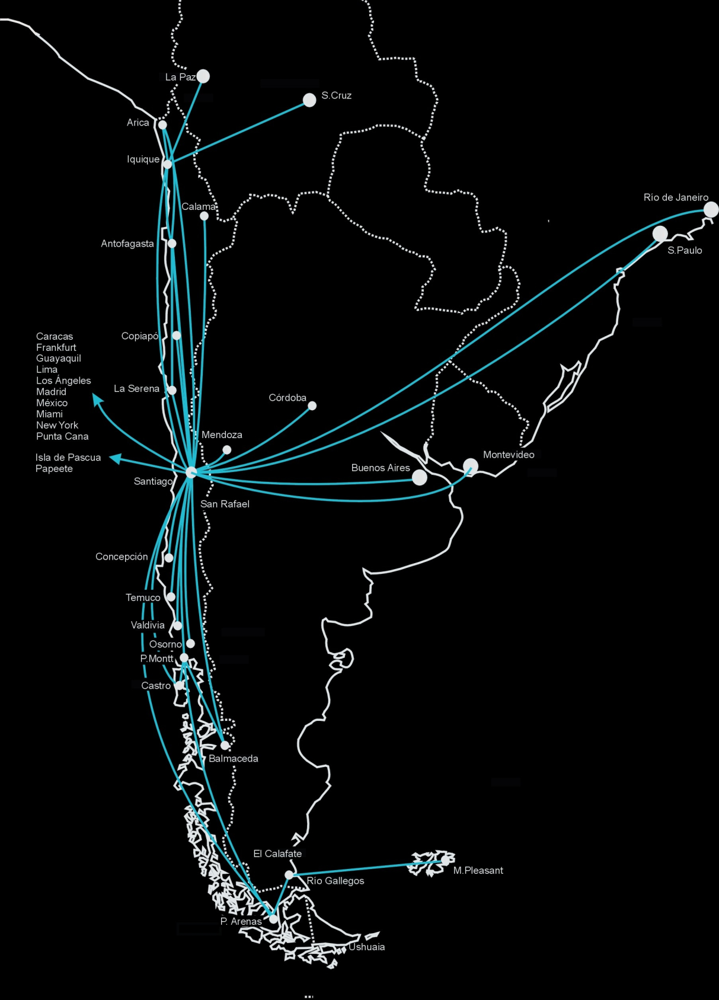 La Paz
S.Cruz
Arica
Iquique
Rio de Janeiro
Calama
Antofagasta
S.Paulo
Copiapó
Caracas
Frankfurt
Guayaquil
Lima
Los Ángeles
Madrid
México
Miami
New York
Punta Cana
La Serena
Córdoba
Mendoza
Montevideo
Isla de Pascua
Papeete
Buenos Aires
Santiago
San Rafael
Concepción
Temuco
Valdivia
Osorno
P.Montt
Castro
Balmaceda
El Calafate
M.Pleasant
Río Gallegos
P. Arenas
Ushuaia